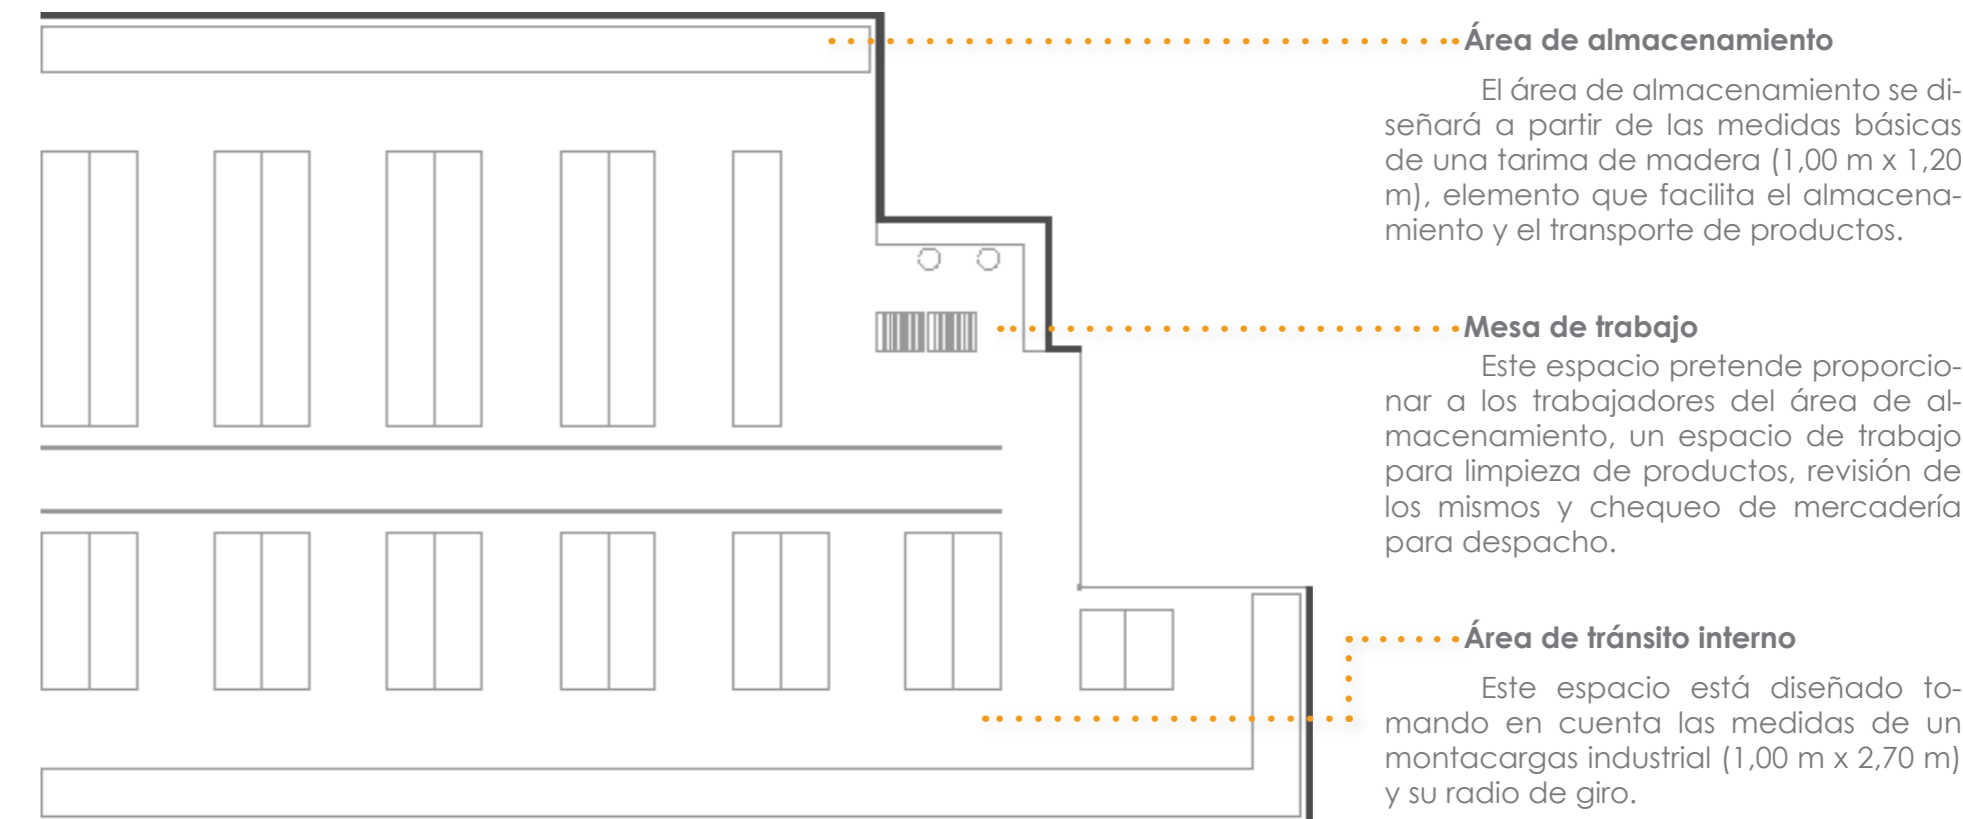 Área de almacenamiento
El área de almacenamiento se di-
señará a partir de las medidas básicas
de una tarima de madera (1,00 m x 1,20
m), elemento que facilita el almacena-
miento y el transporte de productos.
Mesa de trabajo
Este espacio pretende proporcio-
nar a los trabajadores del área de al-
macenamiento, un espacio de trabajo
para limpieza de productos, revisión de
los mismos y chequeo de mercadería
para despacho.
Área de tránsito interno
Este espacio está diseñado to-
mando en cuenta las medidas de un
montacargas industrial (1,00 m x 2,70 m)
y su radio de giro.